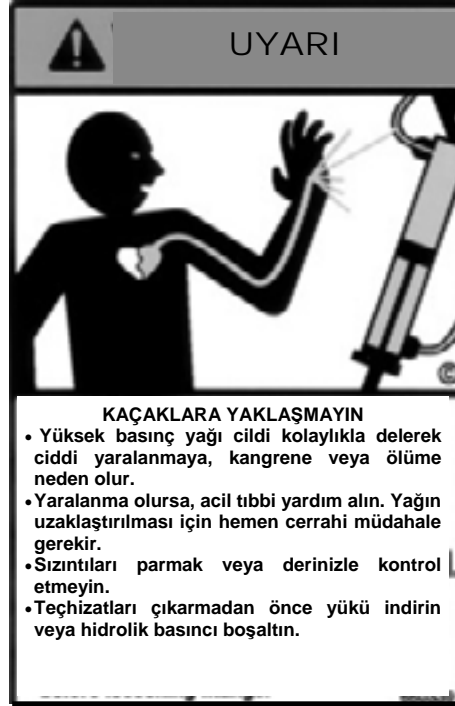 UYARI
©
KAÇAKLARA YAKLAŞMAYIN
• Yüksek basınç yağı cildi kolaylıkla delerek
ciddi yaralanmaya, kangrene veya ölüme
neden olur.
•Yaralanma olursa, acil tıbbi yardım alın. Yağın
uzaklaştırılması için hemen cerrahi müdahale
gerekir.
•Sızıntıları parmak veya derinizle kontrol
etmeyin.
•Teçhizatları çıkarmadan önce yükü indirin
veya hidrolik basıncı boşaltın.